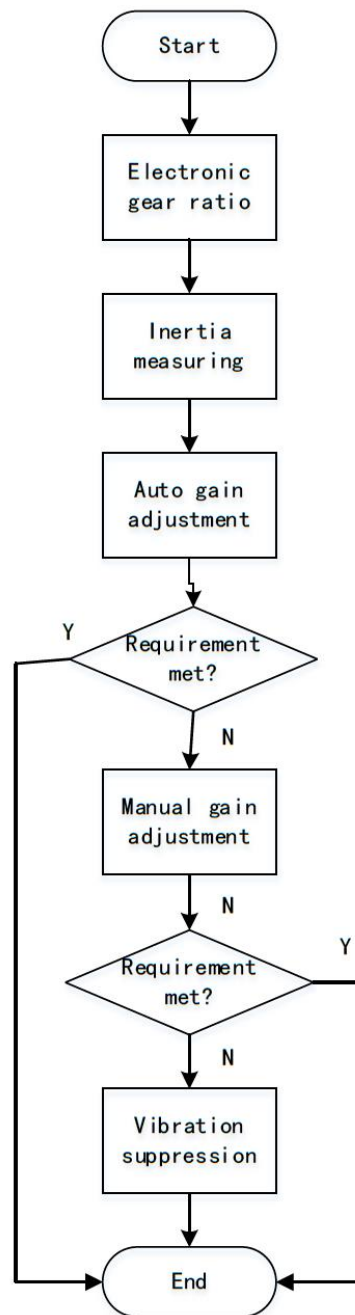 Start
Electronic
gear ratio
Inertia
measuring
Auto gain
adjustment
Y
Requirement
met?
N
Manual gain
adjustment
N
Y
Requirement
met?
N
Vibration
suppression
End